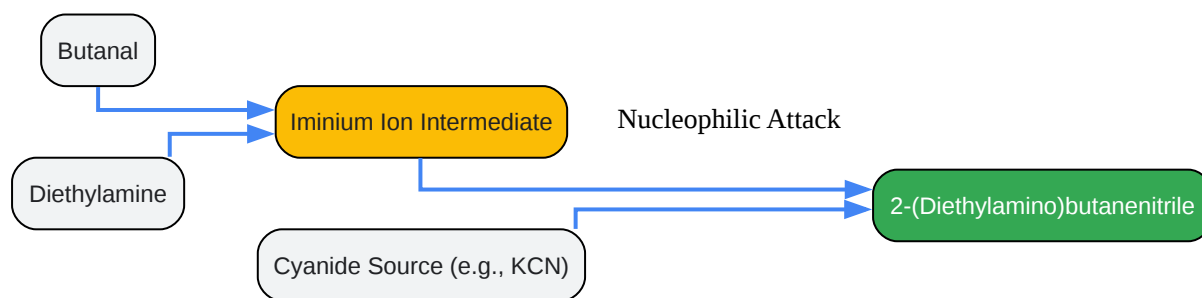 Butanal
Iminium Ion Intermediate
Nucleophilic Attack
Diethylamine
2-(Diethylamino)butanenitrile
Cyanide Source (e.g., KCN)